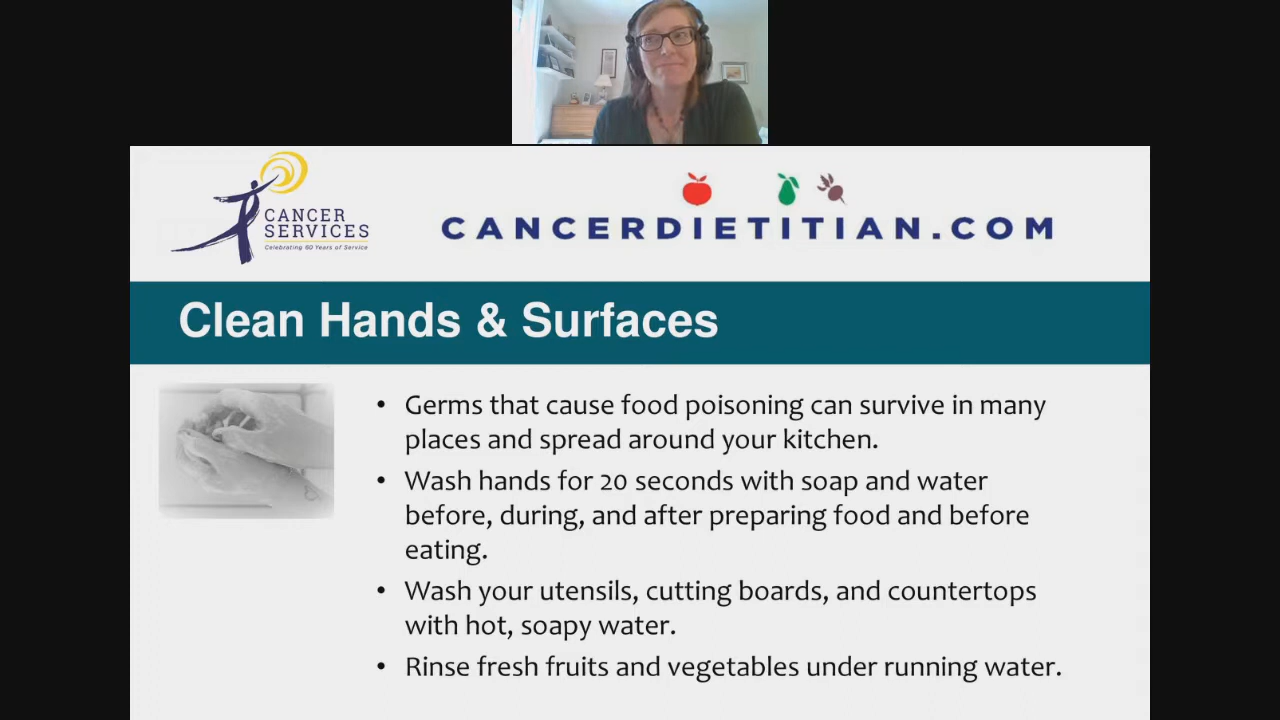 CANCER
SERVICES
Celebrating 60 Years of Service
CANCERDIETITIAN.COM
Clean Hands & Surfaces
• Germs that cause food poisoning can survive in many
places and spread around your kitchen.
• Wash hands for 20 seconds with soap and water
before, during, and after preparing food and before
eating.
• Wash your utensils, cutting boards, and countertops
with hot, soapy water.
• Rinse fresh fruits and vegetables under running water.